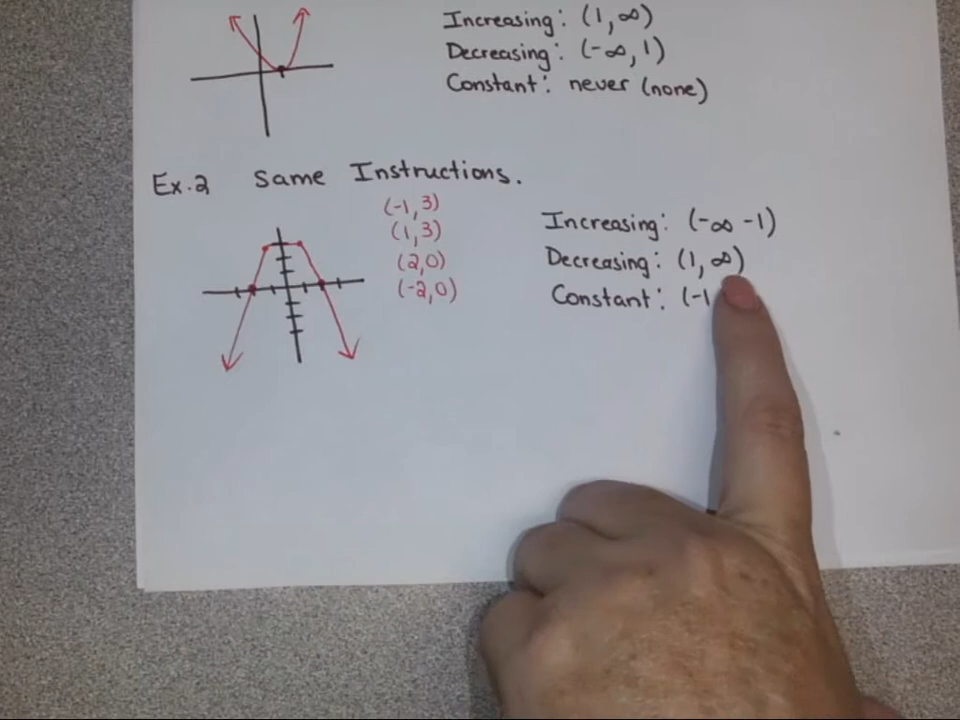 Increasing: (1, ∞)
Decreasing: (-∞, 1)
Constant: never (none)
Ex. 2 Same Instructions.
(-1, 3)
(1, 3)
(2, 0)
(-2, 0)
Increasing: (-∞ -1)
Decreasing: (1, ∞)
Constant: (-1